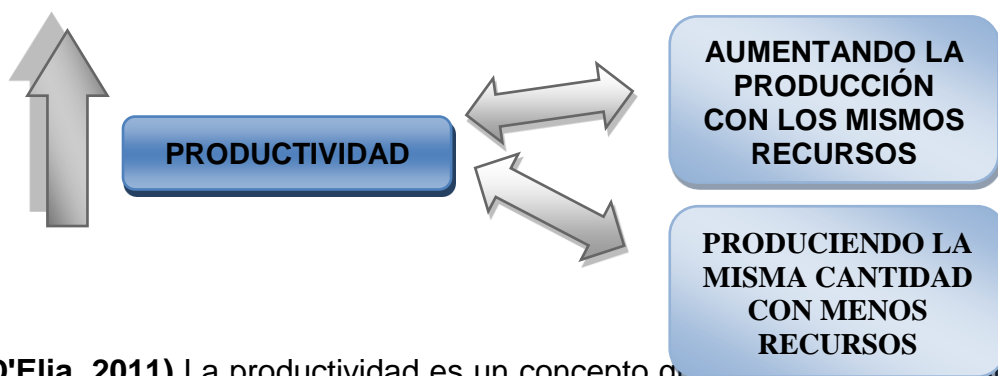 AUMENTANDO LA
PRODUCCIÓN
CON LOS MISMOS
RECURSOS
PRODUCTIVIDAD
PRODUCIENDO LA
MISMA CANTIDAD
CON MENOS
RECURSOS
D'Elia, 2011) La productividad es un concepto